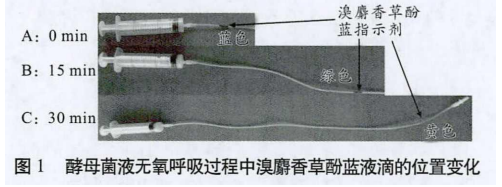 溴麝香草酚
蓝指示剂
A：0 min
蓝色
B：15 min
绿色
C：30 min
黄色
图 1 酵母菌液无氧呼吸过程中溴麝香草酚蓝液滴的位置变化